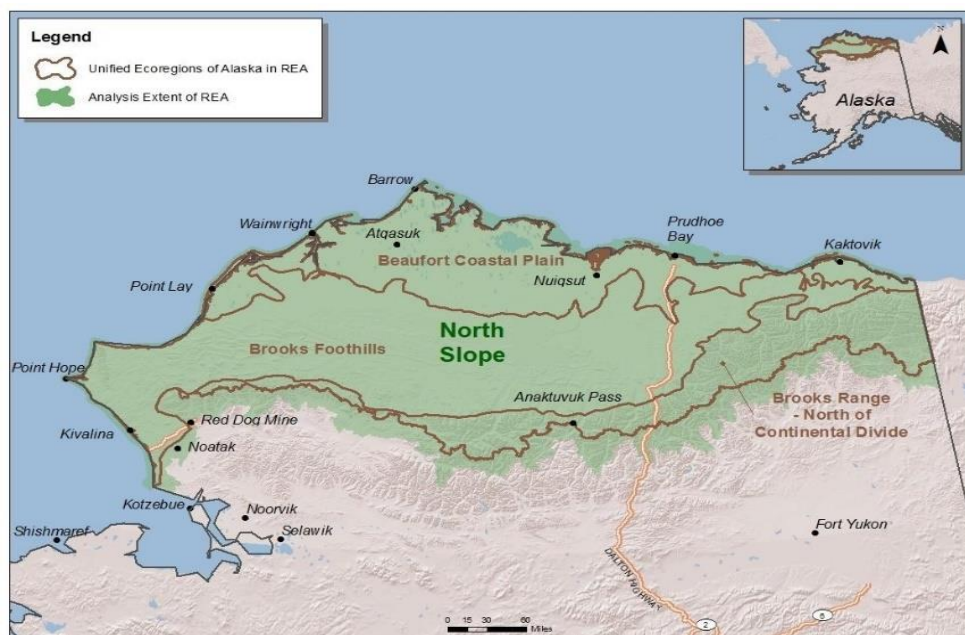 Legend
Unified Ecoregions of Alaska in REA
Analysis Extent of REA
Alaska
Barrow
Wainwright
Atqasuk
Prudhoe
Bay
Kaktovik
Beaufort Coastal Plain
Nuiqsut
Point Lay
North
Slope
Brooks Foothills
Point Hope
Anaktuvuk Pass
Brooks Range
- North of
Continental Divide
Red Dog Mine
Kivalina
Noatak
Kotzebue
Noorvik
Shishmaref
Selawik
Fort Yukon
DALTON HIGHWAY
0 15 30 60
Miles
2
6